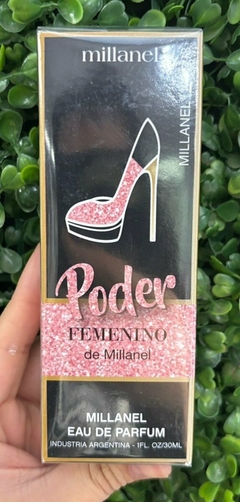 millanel
MILLANEL
Poder
FEMENINO
de Millanel
MILLANEL
EAU DE PARFUM
INDUSTRIA ARGENTINA - 1FL. OZ/30ML